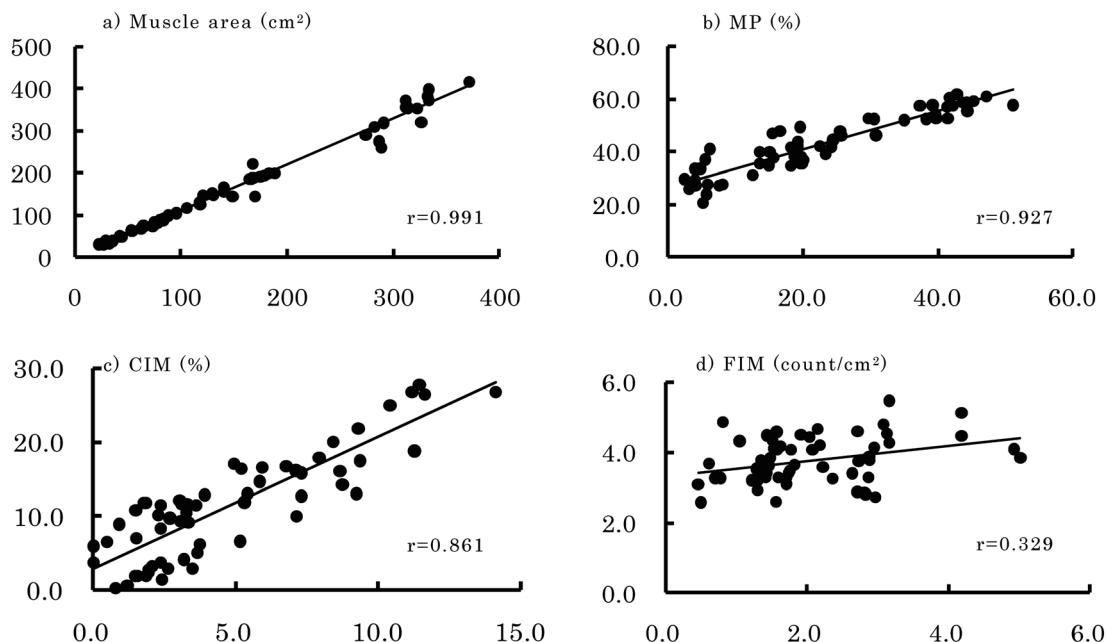 a) Muscle area (cm²)
500
400
300
200
100
0
r=0.991
0 100 200 300 400
b) MP (%)
80.0
60.0
40.0
20.0
0.0
r=0.927
0.0 20.0 40.0 60.0
c) CIM (%)
30.0
20.0
10.0
0.0
r=0.861
0.0 5.0 10.0 15.0
d) FIM (count/cm²)
6.0
4.0
2.0
0.0
r=0.329
0.0 2.0 4.0 6.0